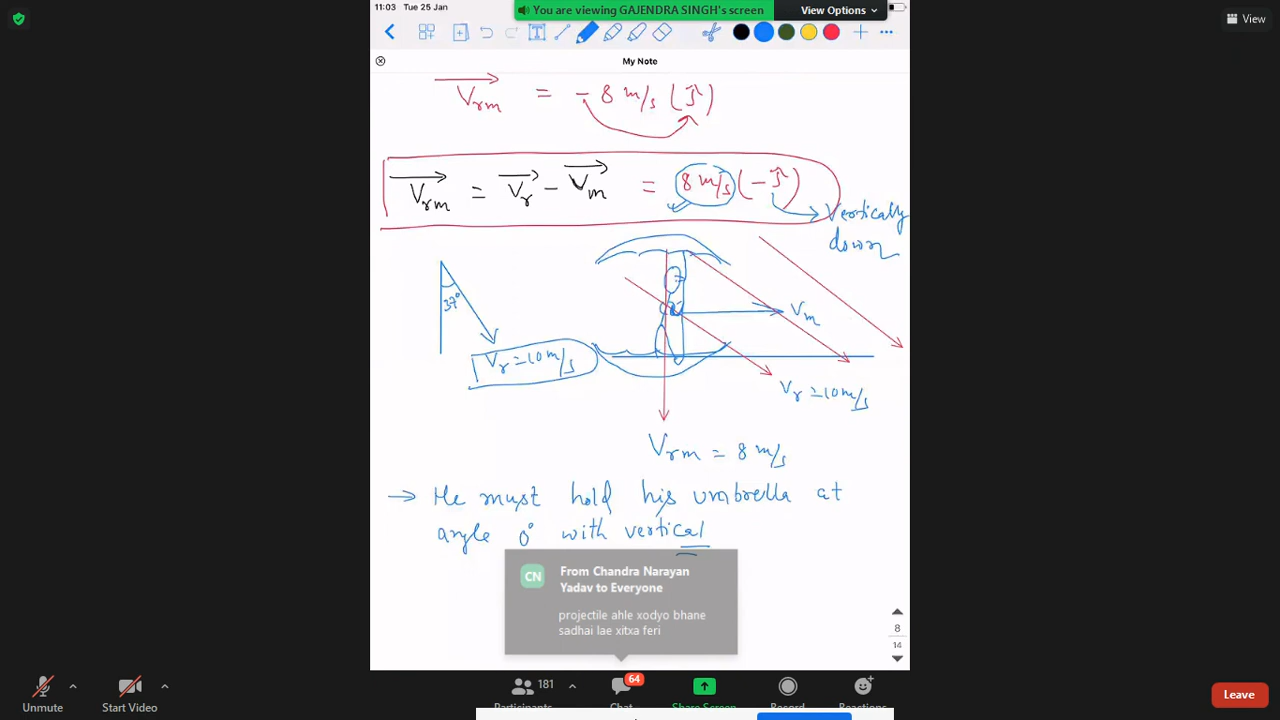 11:03 Tue 25 Jan
You are viewing GAJENDRA SINGH's screen
View Options
View
T
My Note
Vrm = - 8 m/s (ĵ)
Vrm = Vr - Vm = 8 m/s (-ĵ)
Vertically
down
37°
Vm
Vr = 10 m/s
Vr = 10 m/s
Vrm = 8 m/s
→ He must hold his umbrella at
angle 0° with vertical
CN
From Chandra Narayan
Yadav to Everyone
projectile ahle xodyo bhane
sadhai lae xitxa feri
8
14
Unmute
Start Video
181
Participants
64
Chat
Share Screen
Record
Reactions
Leave